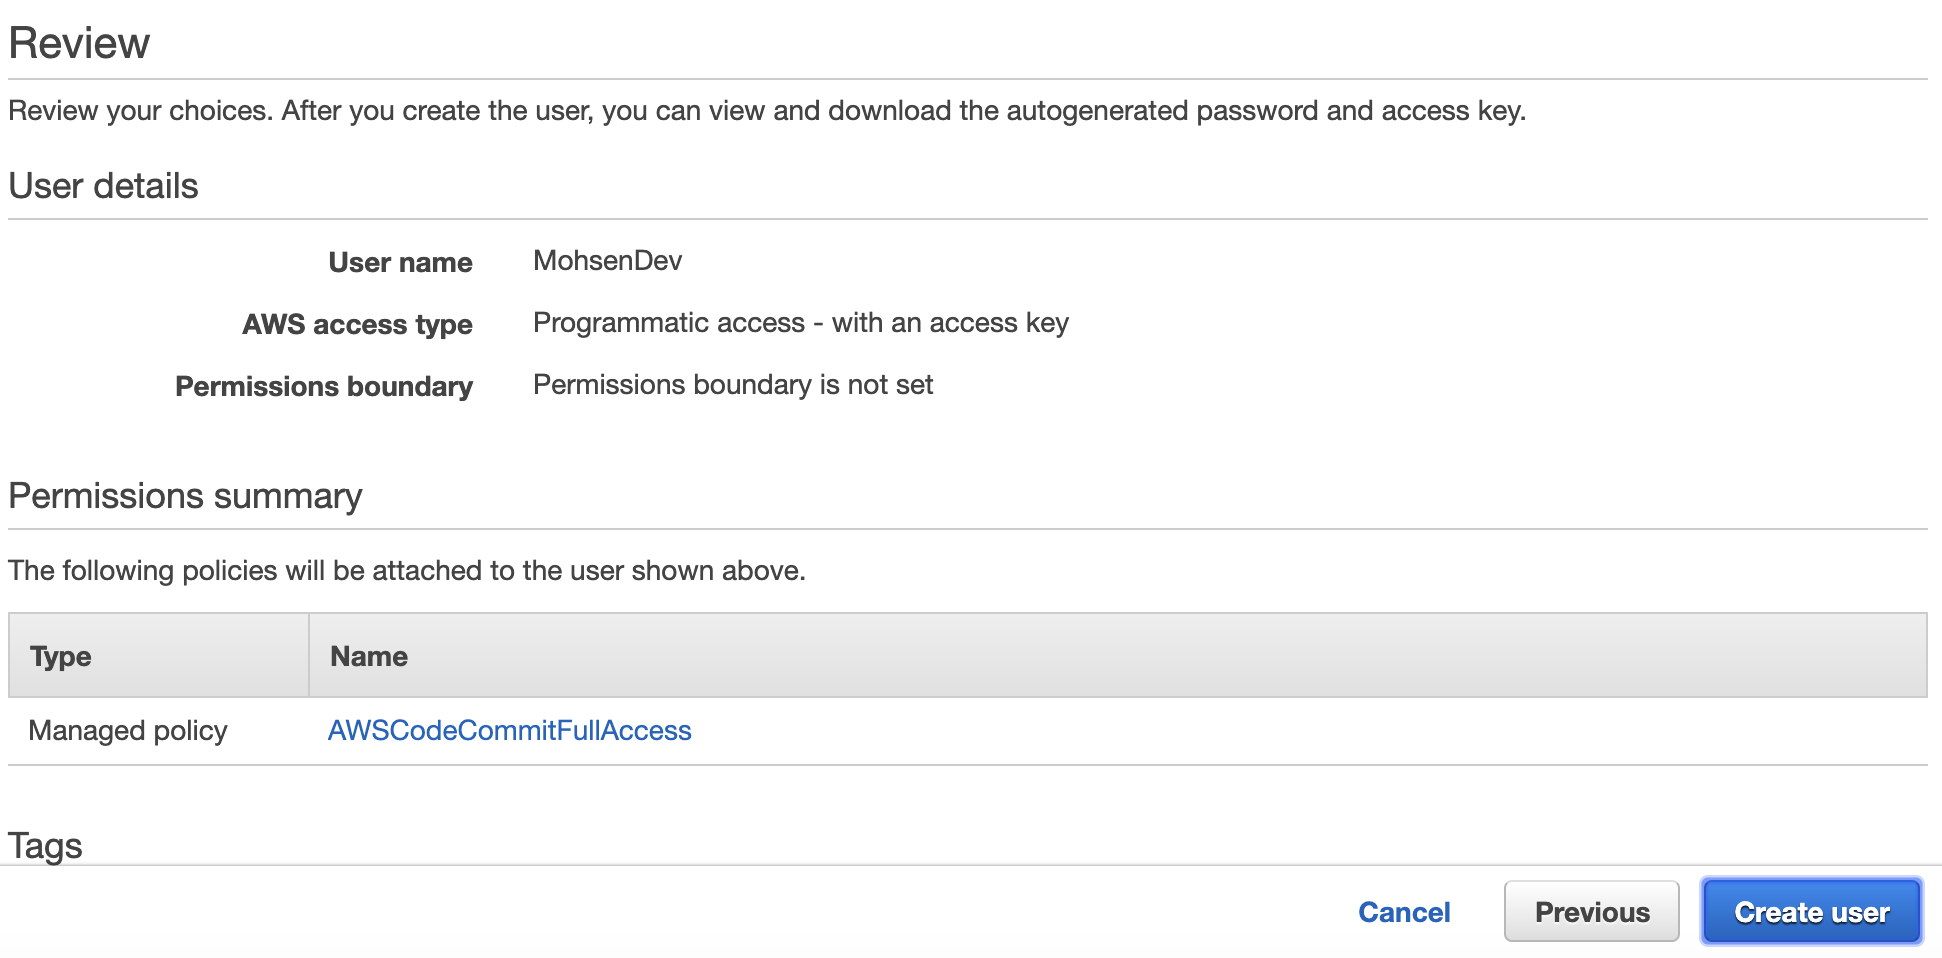 Review
Review your choices. After you create the user, you can view and download the autogenerated password and access key.
User details
User name MohsenDev
AWS access type Programmatic access - with an access key
Permissions boundary Permissions boundary is not set
Permissions summary
The following policies will be attached to the user shown above.
Type Name
Managed policy AWSCodeCommitFullAccess
Tags
Cancel Previous Create user